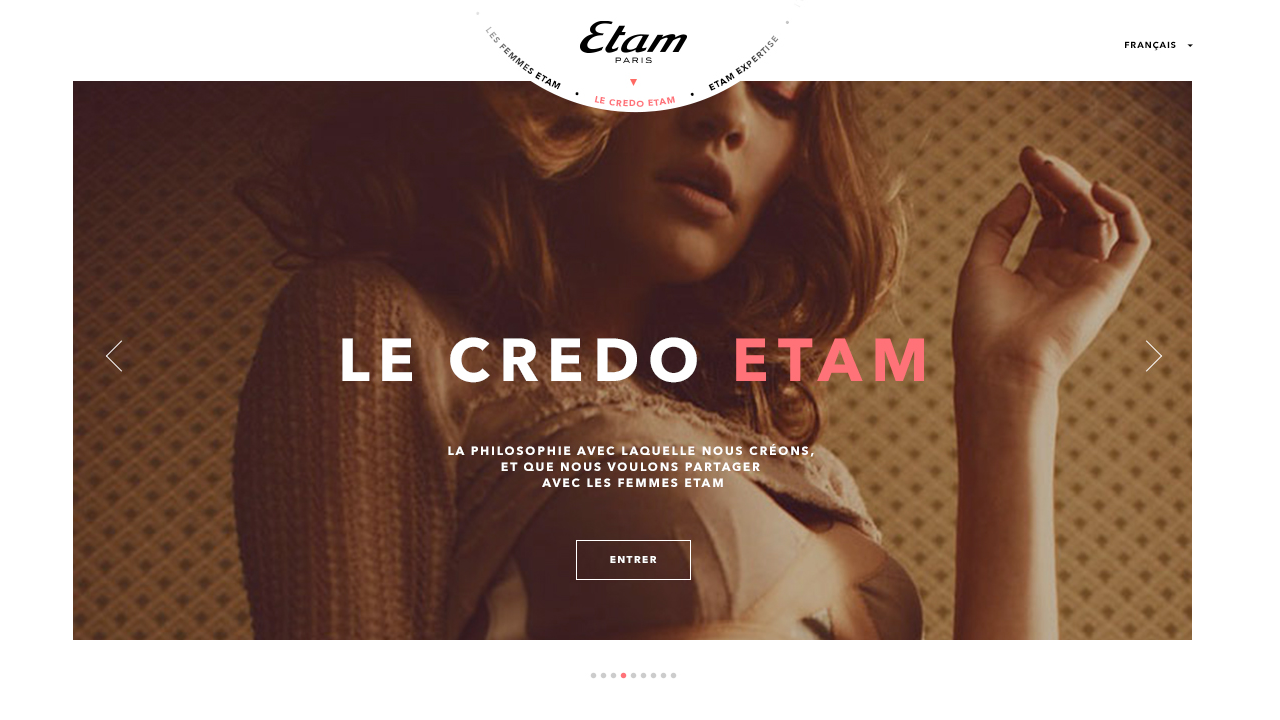 Etam
PARIS
FRANÇAIS
LES FEMMES ETAM
LE CREDO ETAM
ETAM EXPERTISE
LE CREDO ETAM
LA PHILOSOPHIE AVEC LAQUELLE NOUS CRÉONS,
ET QUE NOUS VOULONS PARTAGER
AVEC LES FEMMES ETAM
ENTRER